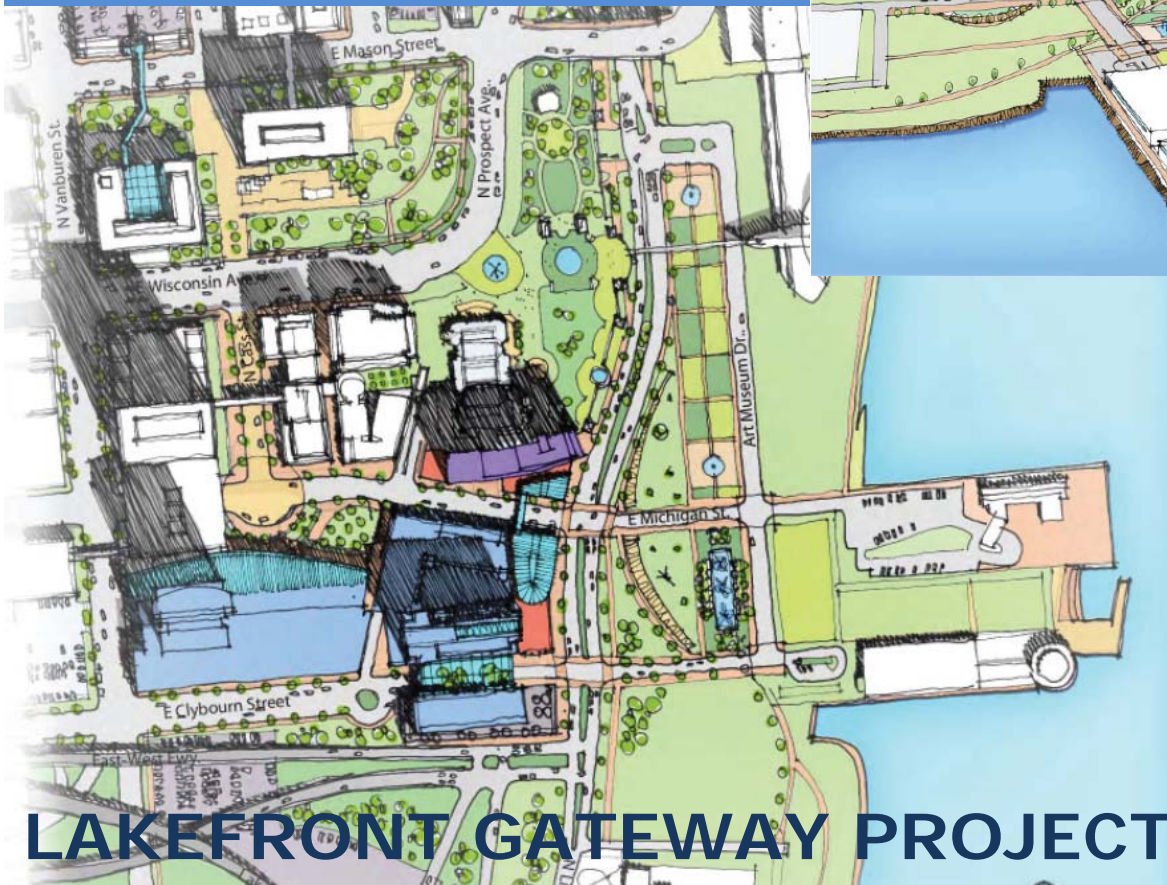 E Mason Street
N Prospect Ave..
N Vanburen St.
E Wisconsin Ave.
N Cass St.
Art Museum Dr..
E Michigan St.
E Clybourn Street
East-West Fwy.
LAKEFRONT GATEWAY PROJECT